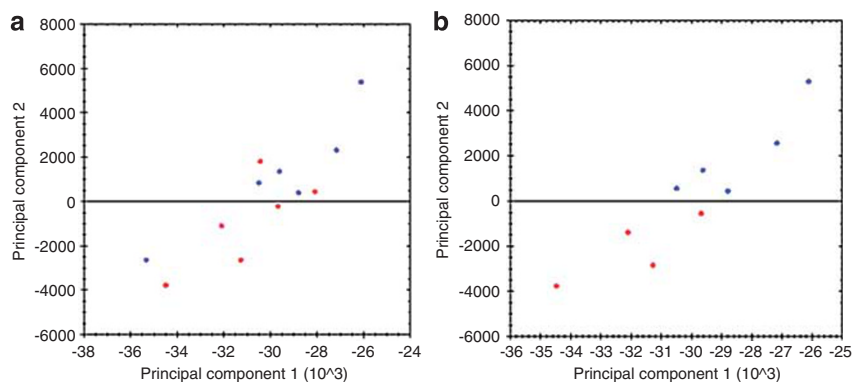 a
8000
6000
4000
2000
0
-2000
-4000
-6000
Principal component 2
-38 -36 -34 -32 -30 -28 -26 -24
Principal component 1 (10^3)
b
8000
6000
4000
2000
0
-2000
-4000
-6000
Principal component 2
-36 -35 -34 -33 -32 -31 -30 -29 -28 -27 -26 -25
Principal component 1 (10^3)